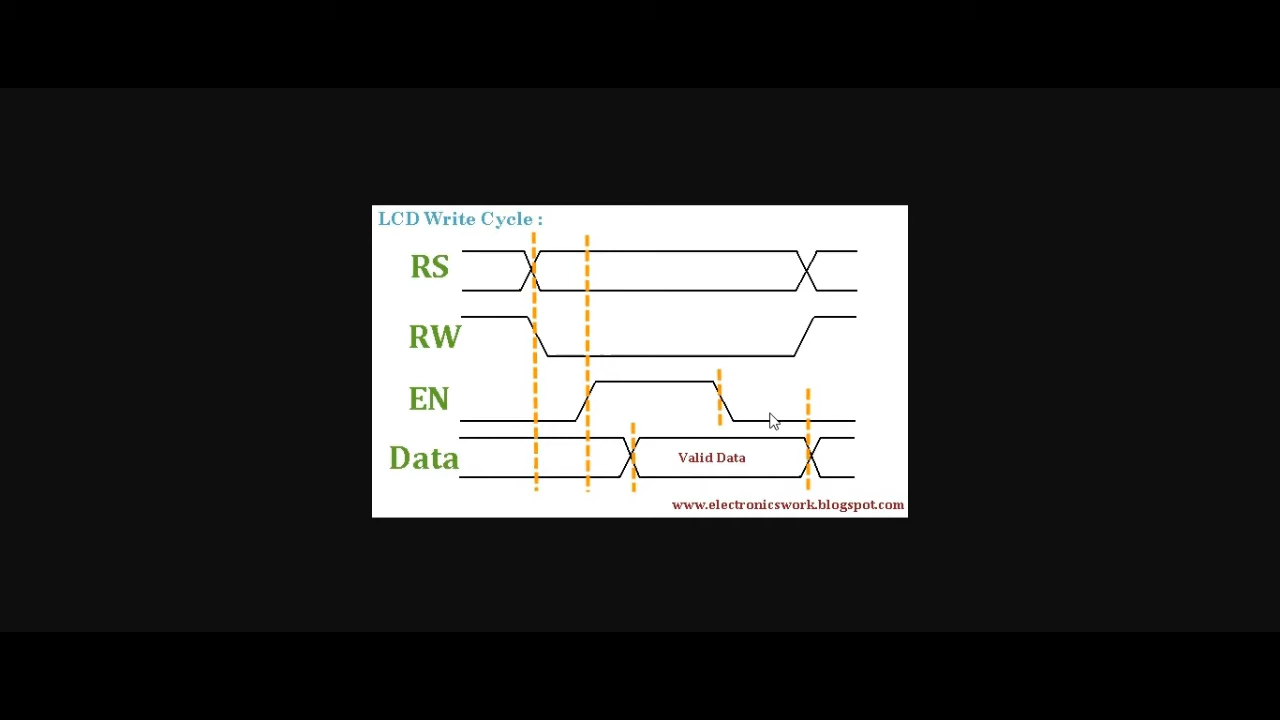 LCD Write Cycle :
RS
RW
EN
Data
Valid Data
www.electronicswork.blogspot.com